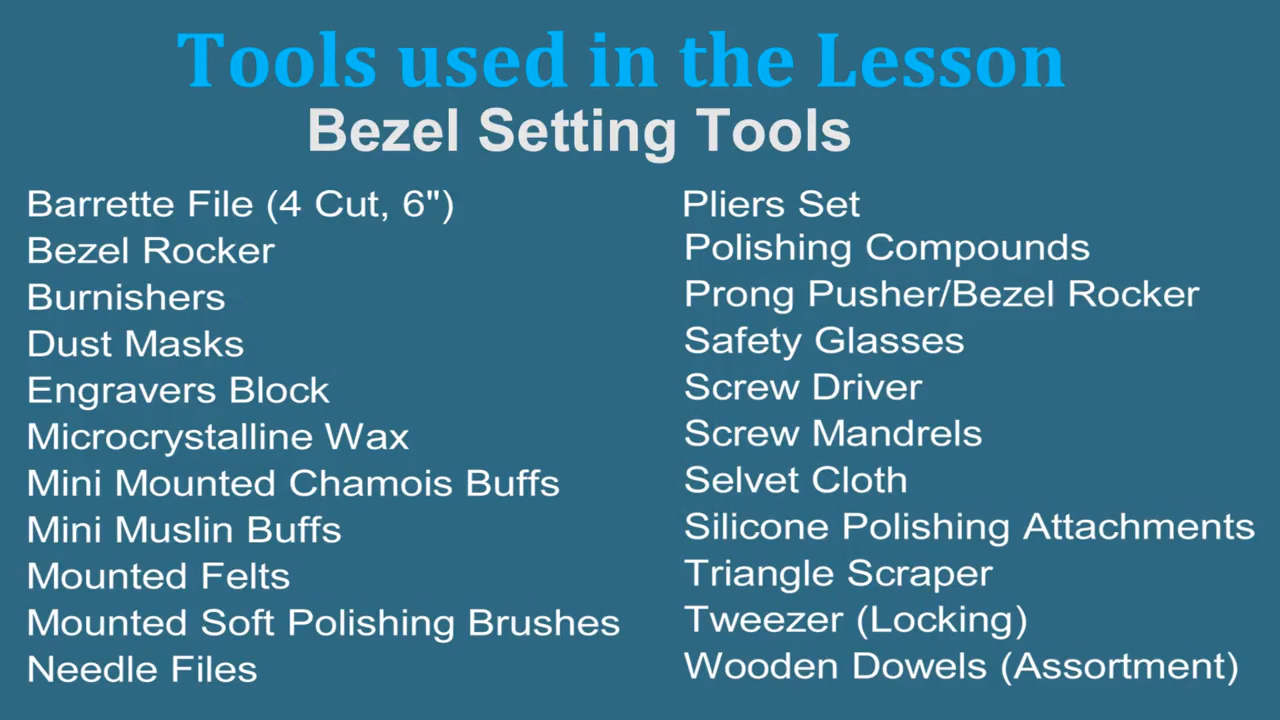 Tools used in the Lesson
Bezel Setting Tools
Barrette File (4 Cut, 6")
Bezel Rocker
Burnishers
Dust Masks
Engravers Block
Microcrystalline Wax
Mini Mounted Chamois Buffs
Mini Muslin Buffs
Mounted Felts
Mounted Soft Polishing Brushes
Needle Files
Pliers Set
Polishing Compounds
Prong Pusher/Bezel Rocker
Safety Glasses
Screw Driver
Screw Mandrels
Selvet Cloth
Silicone Polishing Attachments
Triangle Scraper
Tweezer (Locking)
Wooden Dowels (Assortment)